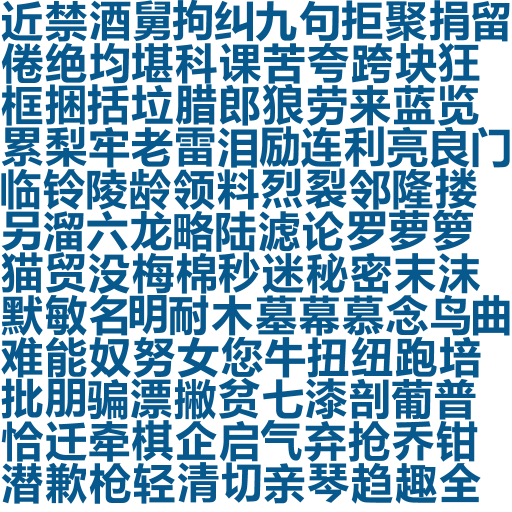 近禁酒舅拘纠九句拒聚捐留
倦绝均堪科课苦夸跨块狂
框捆括垃腊郎狼劳来蓝览
累梨牢老雷泪励连利亮良门
临铃陵龄领料烈裂邻隆搂
另溜六龙略陆滤论罗萝箩
猫贸没梅棉秒迷秘密末沫
默敏名明耐木墓幕慕念鸟曲
难能奴努女您牛扭纽跑培
批朋骗漂撇贫七漆剖葡普
恰迁牵棋企启气弃抢乔钳
潜歉枪轻清切亲琴趋趣全